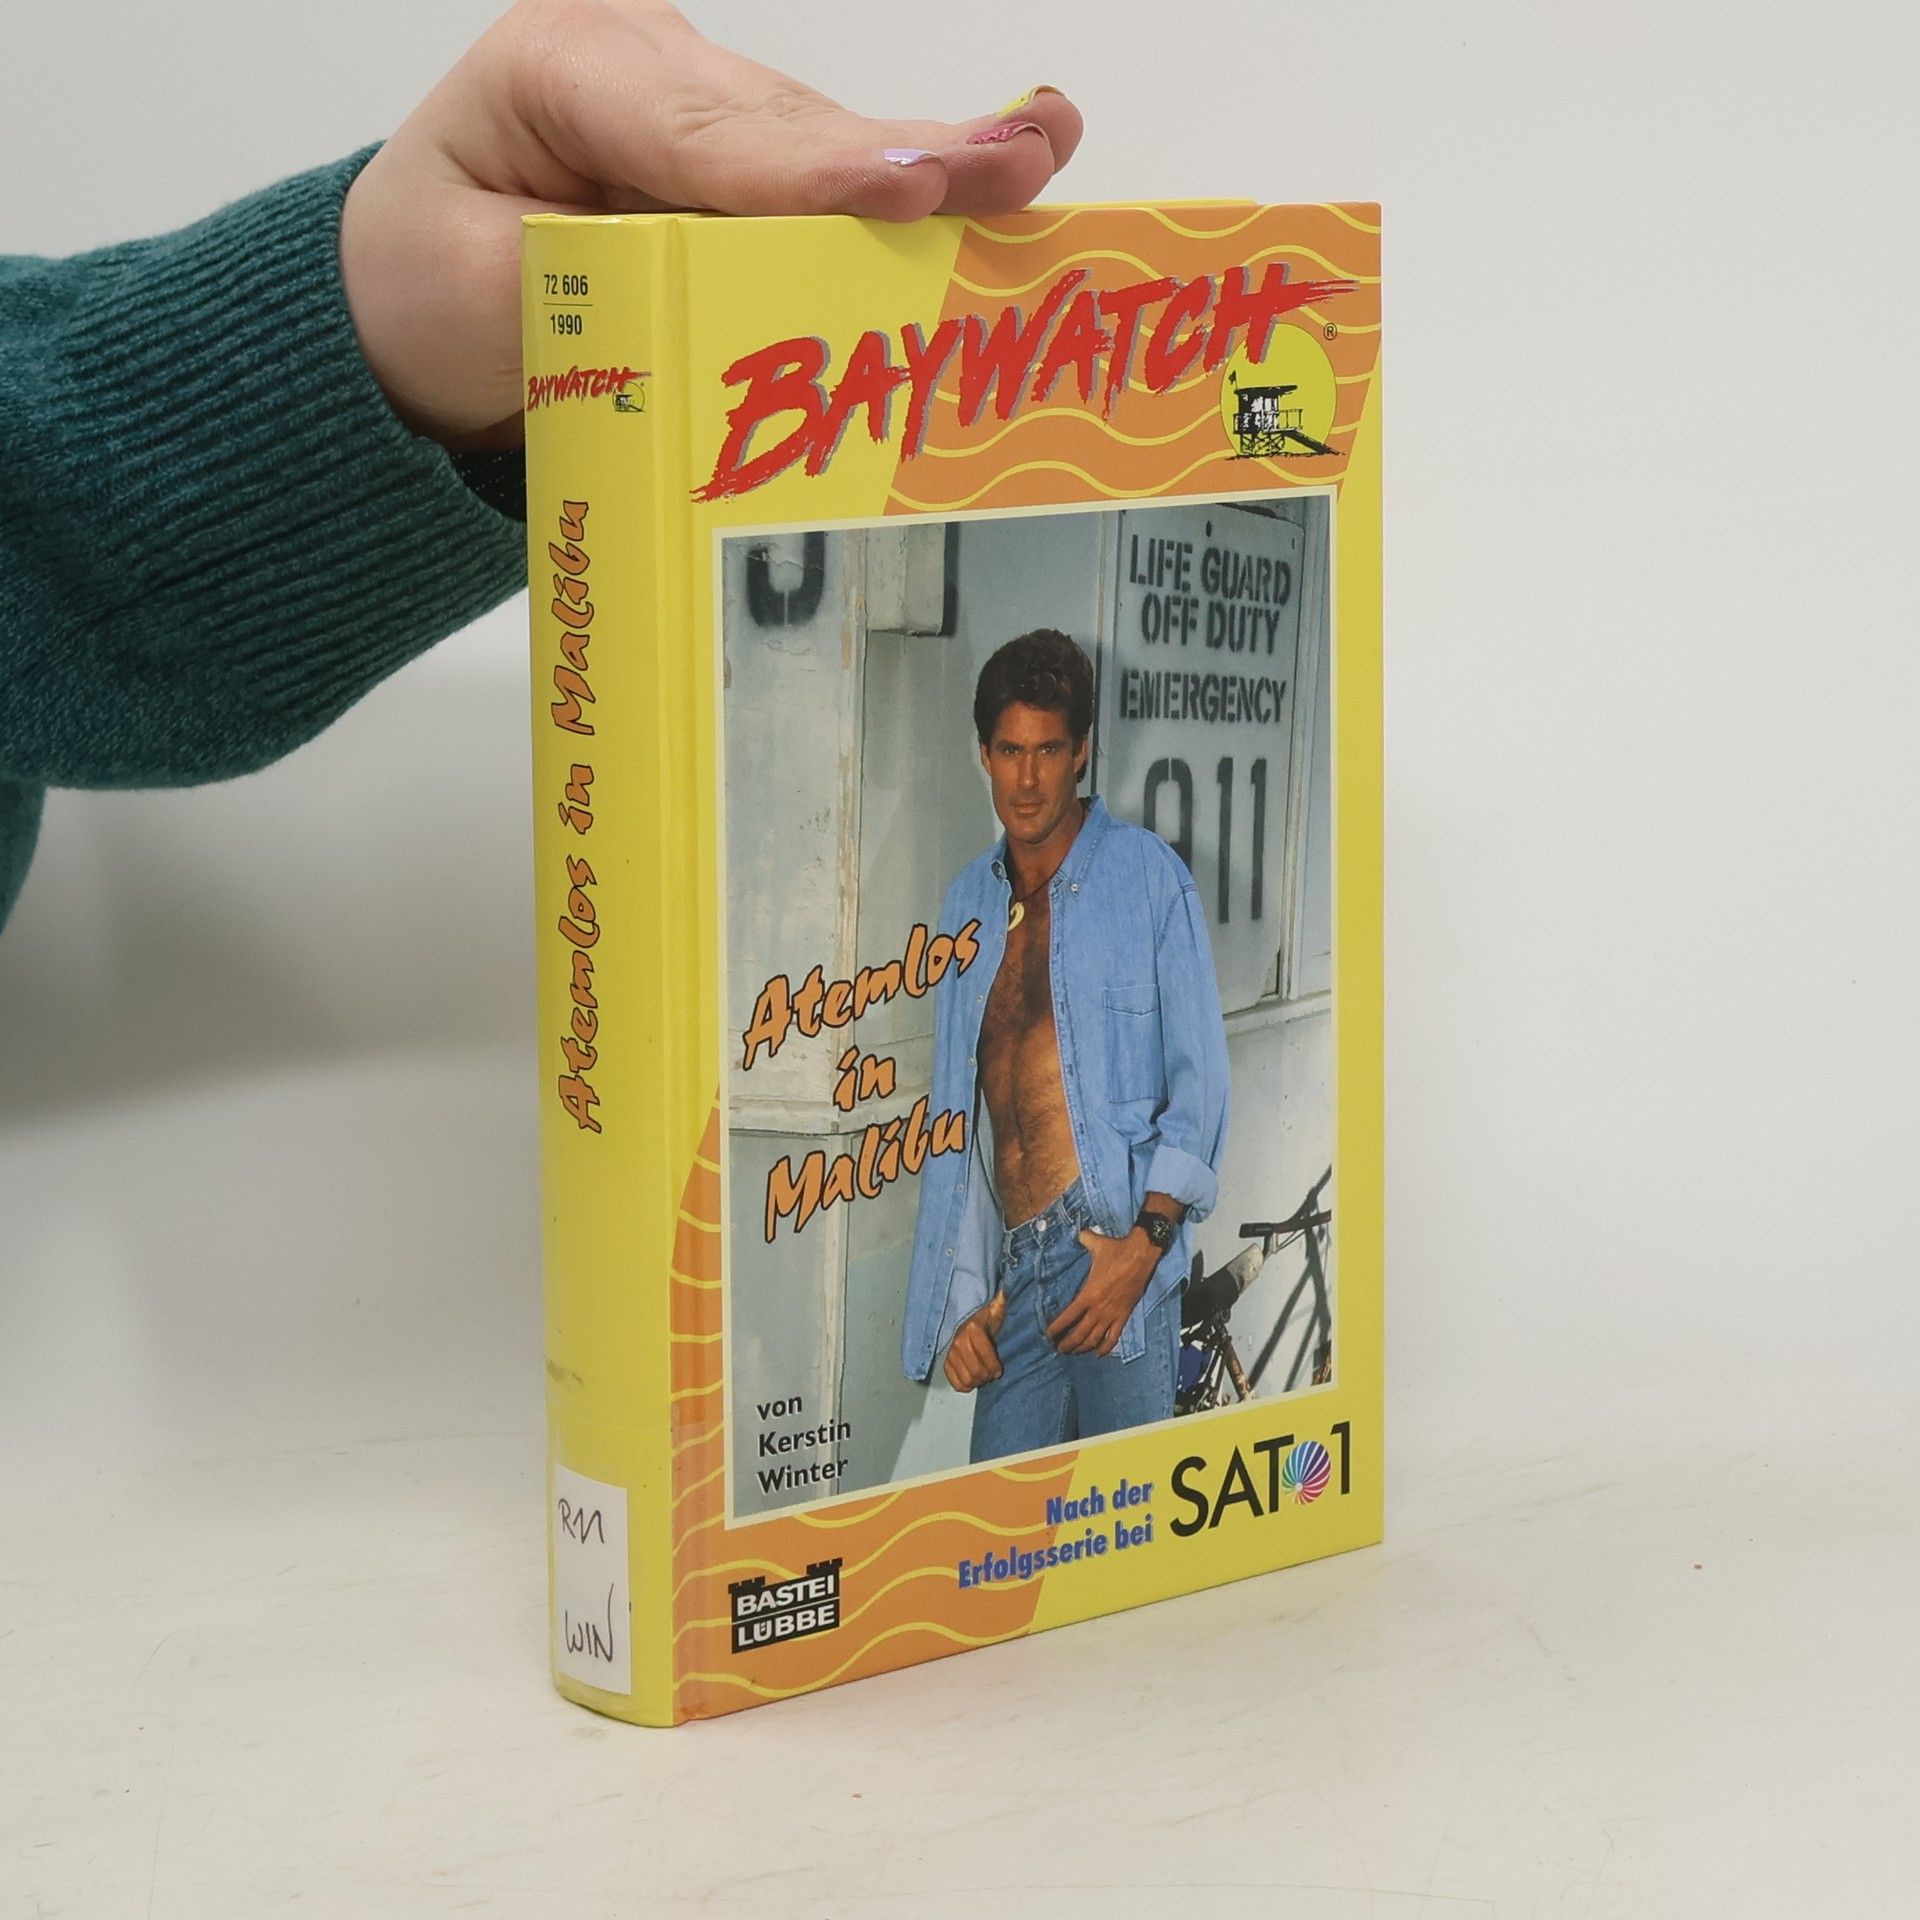 72 606
1990
BAYWATCH
Atemlos in Malibu
RM
WIN
BAYWATCH®
LIFE GUARD
OFF DUTY
EMERGENCY
911
Atemlos
in
Malibu
von
Kerstin
Winter
Nach der
Erfolgsserie bei
SAT 1
BASTEI
LÜBBE